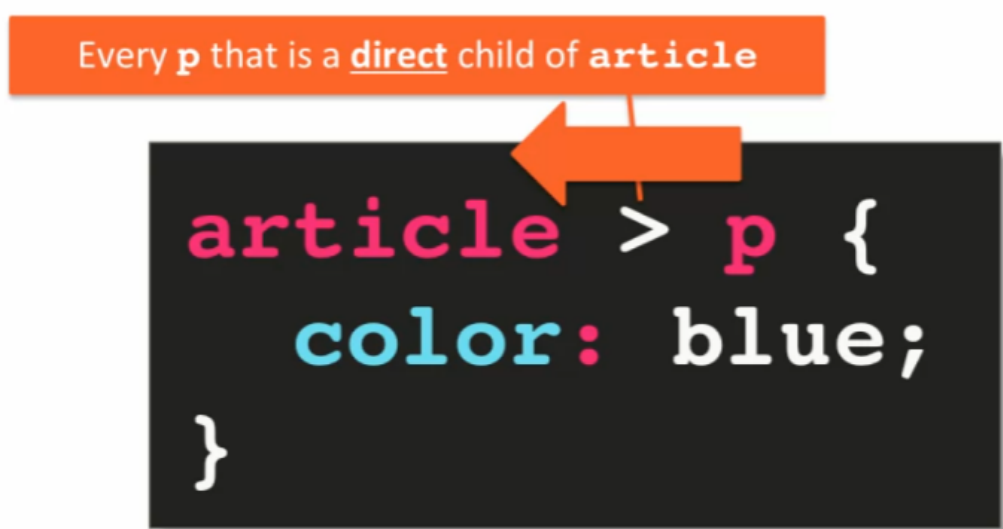 Every p that is a direct child of article
article > p {
color: blue;
}